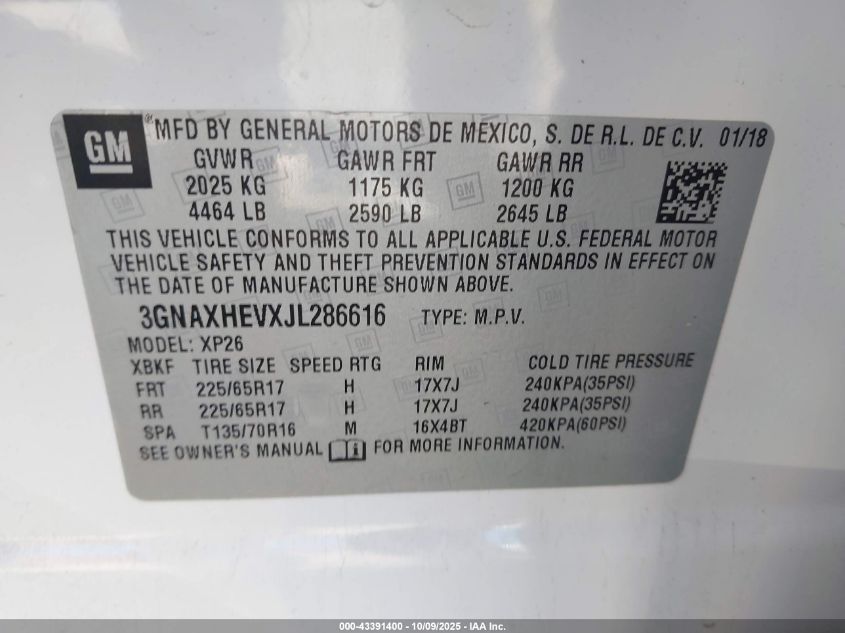 GM
® MFD BY GENERAL MOTORS DE MEXICO, S. DE R.L. DE C.V. 01/18
GVWR GAWR FRT GAWR RR
2025 KG 1175 KG 1200 KG
4464 LB 2590 LB 2645 LB
THIS VEHICLE CONFORMS TO ALL APPLICABLE U.S. FEDERAL MOTOR
VEHICLE SAFETY AND THEFT PREVENTION STANDARDS IN EFFECT ON
THE DATE OF MANUFACTURE SHOWN ABOVE.
3GNAXHEVXJL286616 TYPE: M.P.V.
MODEL: XP26
XBKF TIRE SIZE SPEED RTG RIM COLD TIRE PRESSURE
FRT 225/65R17 H 17X7J 240KPA(35PSI)
RR 225/65R17 H 17X7J 240KPA(35PSI)
SPA T135/70R16 M 16X4BT 420KPA(60PSI)
SEE OWNER'S MANUAL FOR MORE INFORMATION.
000-43391400 - 10/09/2025 - IAA Inc.